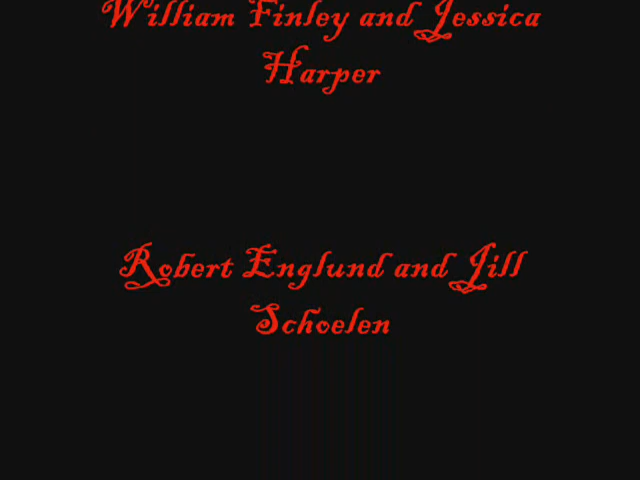 William Finley and Jessica
Harper
Robert Englund and Jill
Schoelen